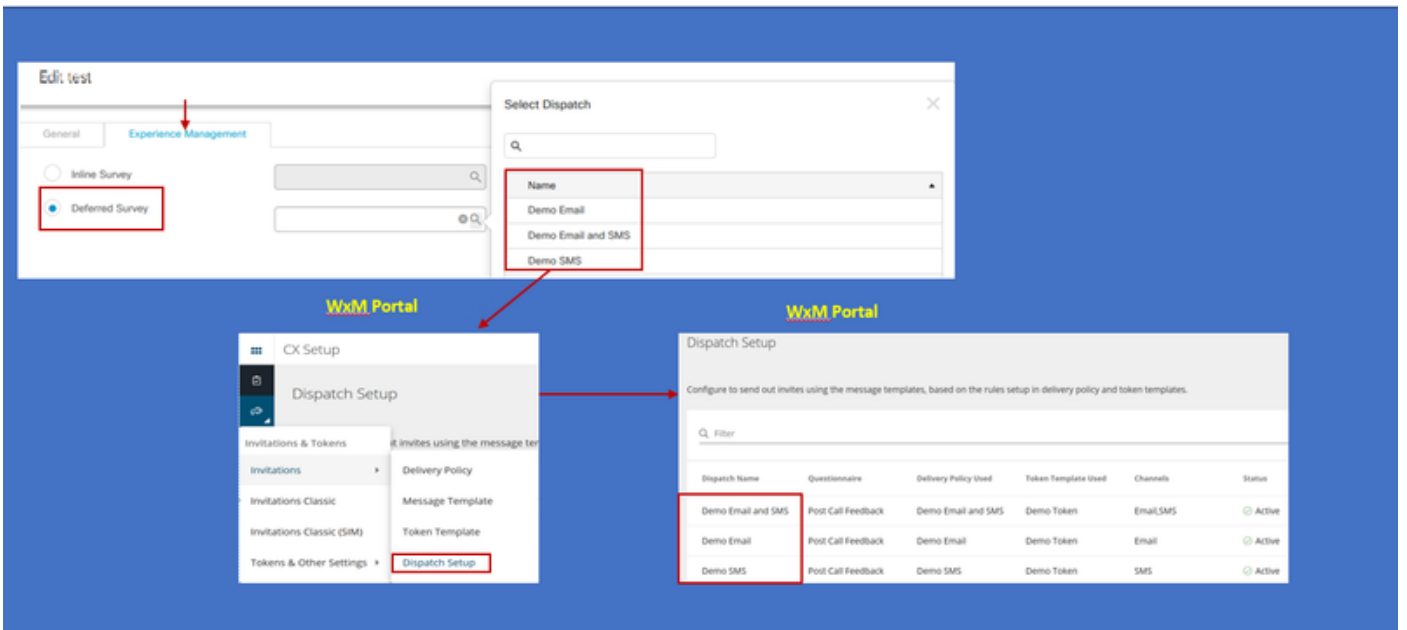 Edit test
General Experience Management
Inline Survey
Deferred Survey
Select Dispatch
Name
Demo Email
Demo Email and SMS
Demo SMS
WxM Portal
CX Setup
Dispatch Setup
Invitations & Tokens
t invites using the message ter
Invitations
Invitations Classic
Invitations Classic (SIM)
Tokens & Other Settings
Delivery Policy
Message Template
Token Template
Dispatch Setup
WxM Portal
Dispatch Setup
Configure to send out invites using the message templates, based on the rules setup in delivery policy and token templates.
Filter
Dispatch Name Questionnaire Delivery Policy Used Token Template Used Channels Status
Demo Email and SMS Post Call Feedback Demo Email and SMS Demo Token Email,SMS Active
Demo Email Post Call Feedback Demo Email Demo Token Email Active
Demo SMS Post Call Feedback Demo SMS Demo Token SMS Active